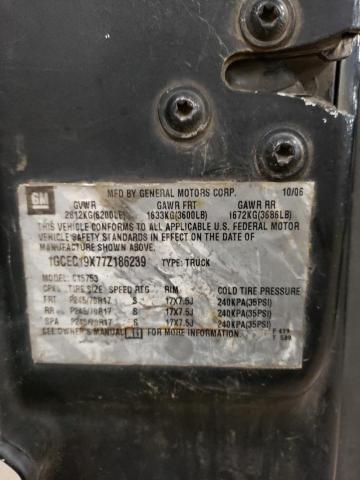 GM
MFD BY GENERAL MOTORS CORP. 10/06
GVWR GAWR FRT GAWR RR
2812KG(6200LB) 1633KG(3600LB) 1672KG(3686LB)
THIS VEHICLE CONFORMS TO ALL APPLICABLE U.S. FEDERAL MOTOR
VEHICLE SAFETY STANDARDS IN EFFECT ON THE DATE OF
MANUFACTURE SHOWN ABOVE.
1GCEC19X77Z186239 TYPE: TRUCK
MODEL: C15753
TIRE SIZE SPEED RTG RIM COLD TIRE PRESSURE
FRT P245/70R17 S 17X7.5J 240KPA(35PSI)
RR P245/70R17 S 17X7.5J 240KPA(35PSI)
SPA P245/70R17 S 17X7.5J 240KPA(35PSI)
SEE OWNER'S MANUAL FOR MORE INFORMATION.